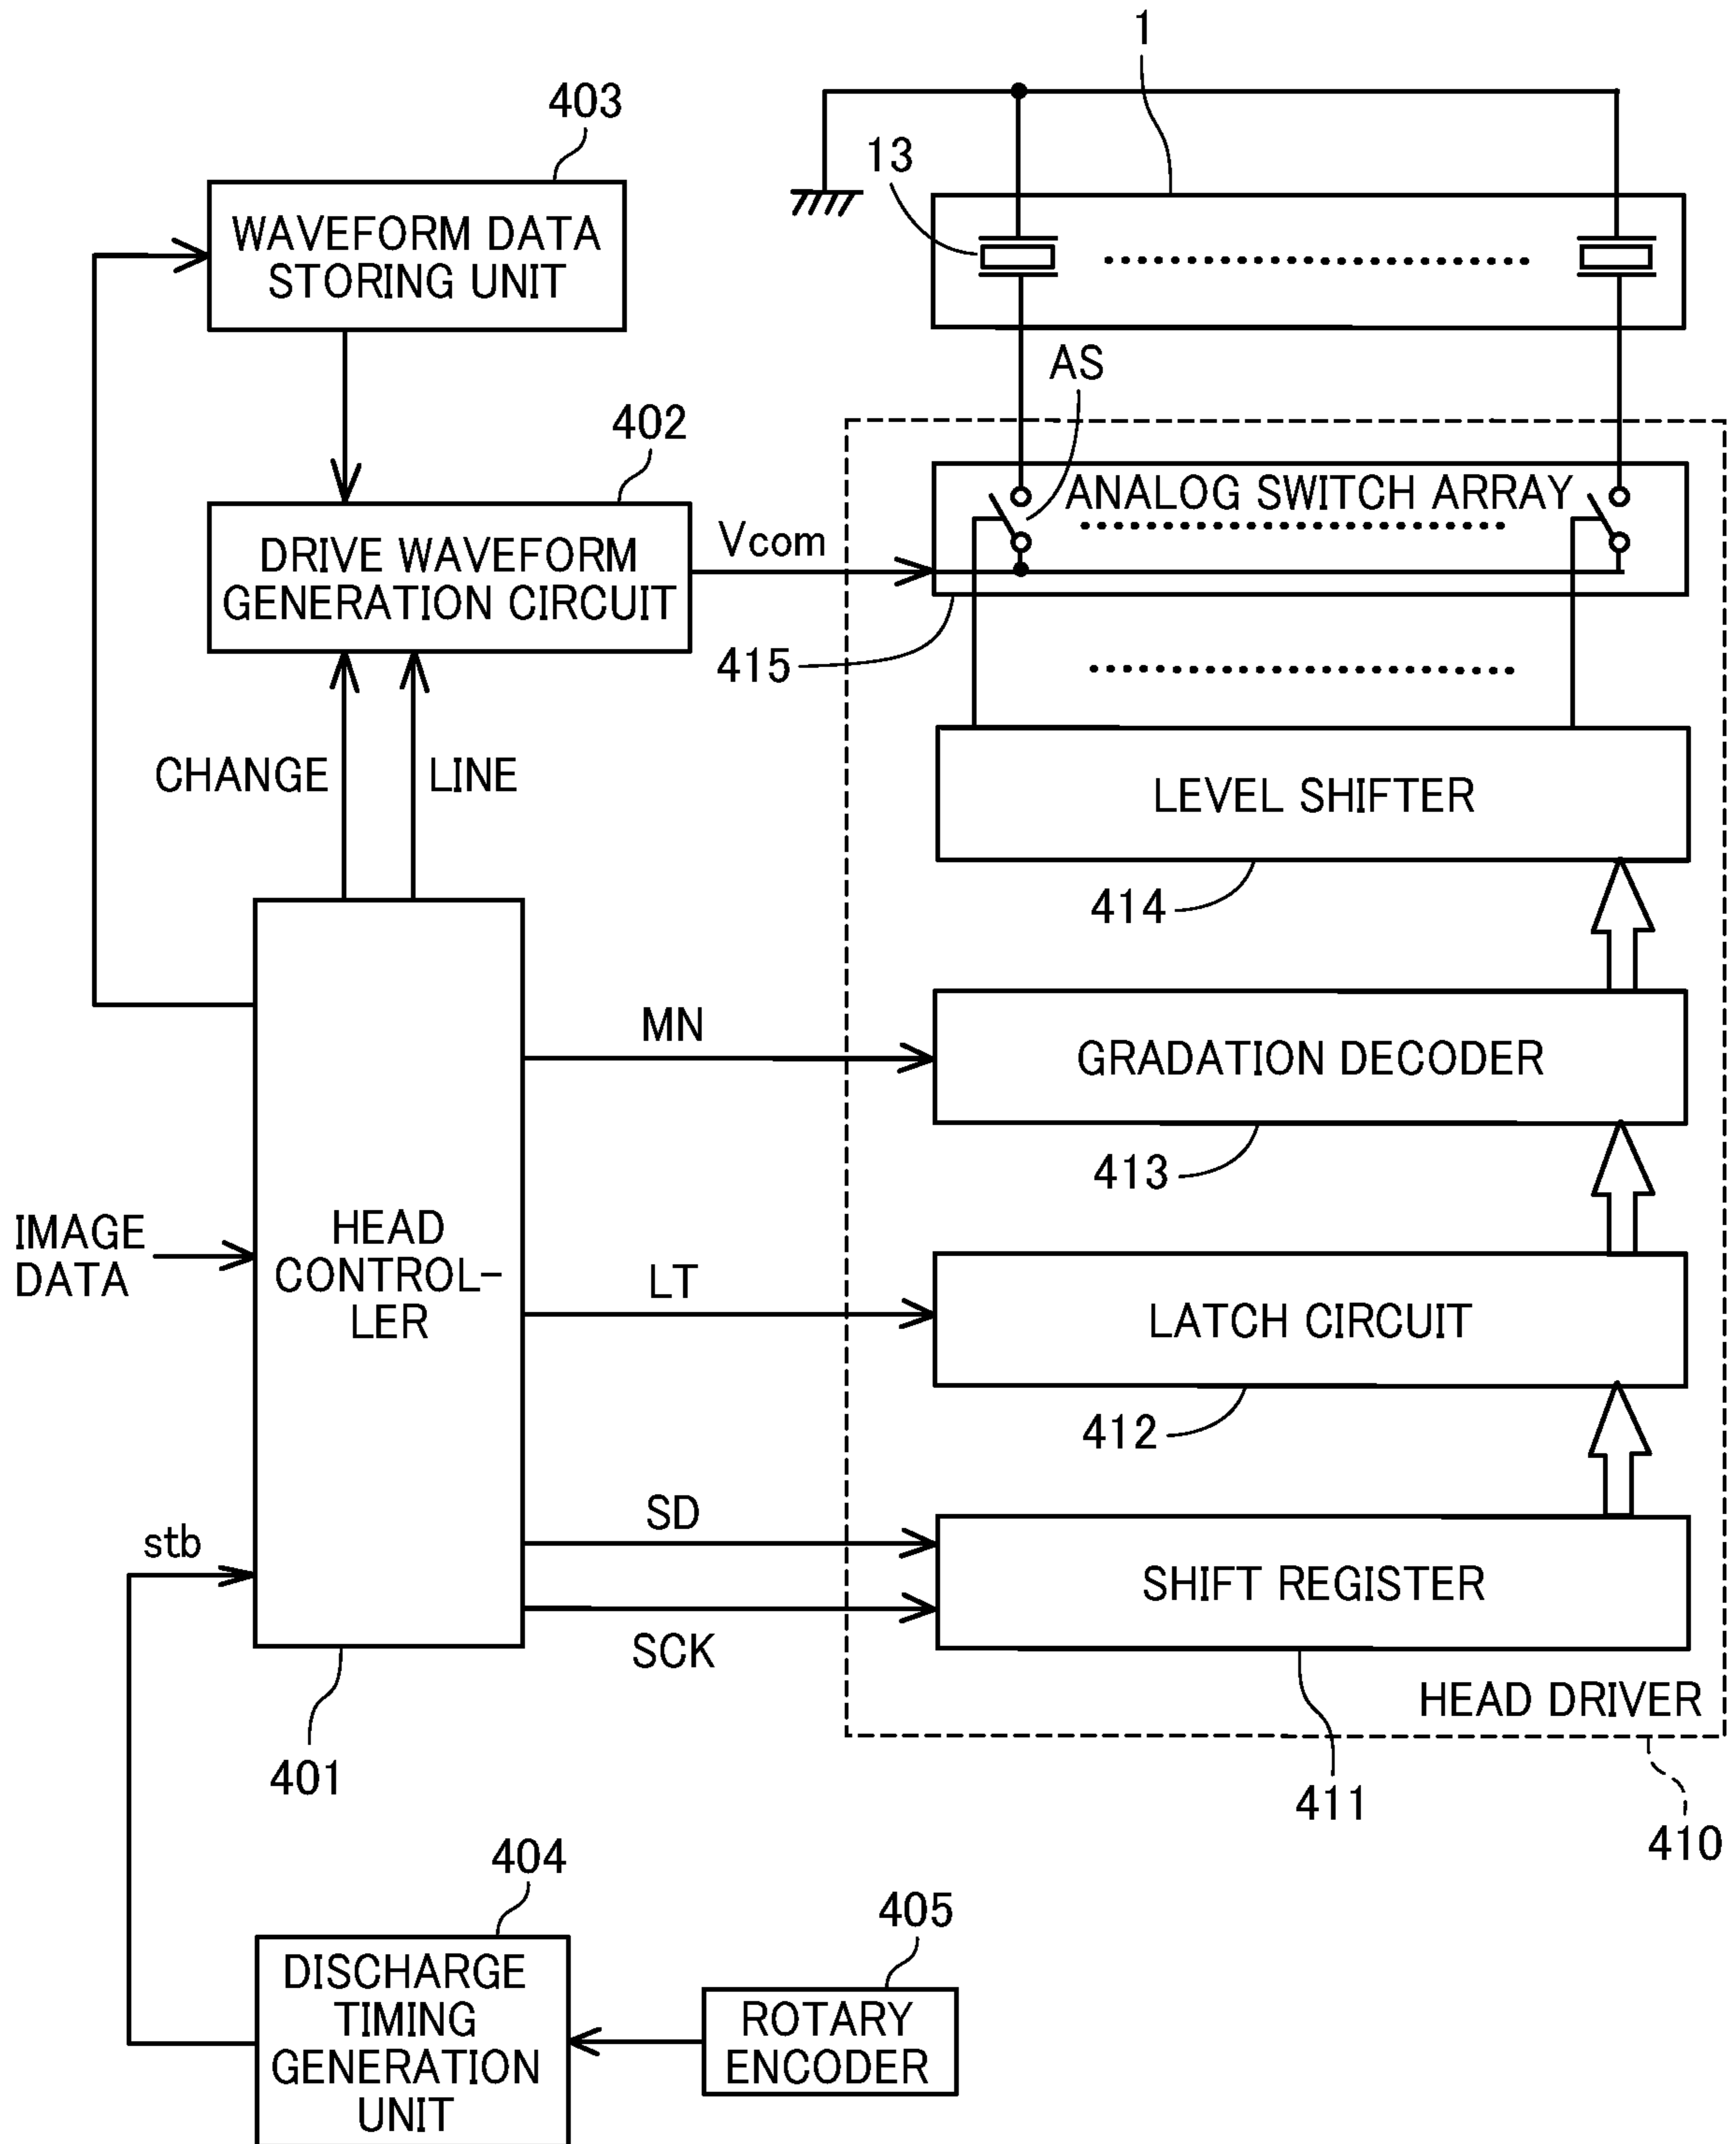 1
403
13
WAVEFORM DATA
STORING UNIT
AS
402
ANALOG SWITCH ARRAY
Vcom
DRIVE WAVEFORM
GENERATION CIRCUIT
415
CHANGE
LINE
LEVEL SHIFTER
414
MN
GRADATION DECODER
413
IMAGE
DATA
HEAD
CONTROL-
LER
LT
LATCH CIRCUIT
412
SD
stb
SHIFT REGISTER
SCK
HEAD DRIVER
401
411
410
404
405
DISCHARGE
TIMING
GENERATION
UNIT
ROTARY
ENCODER